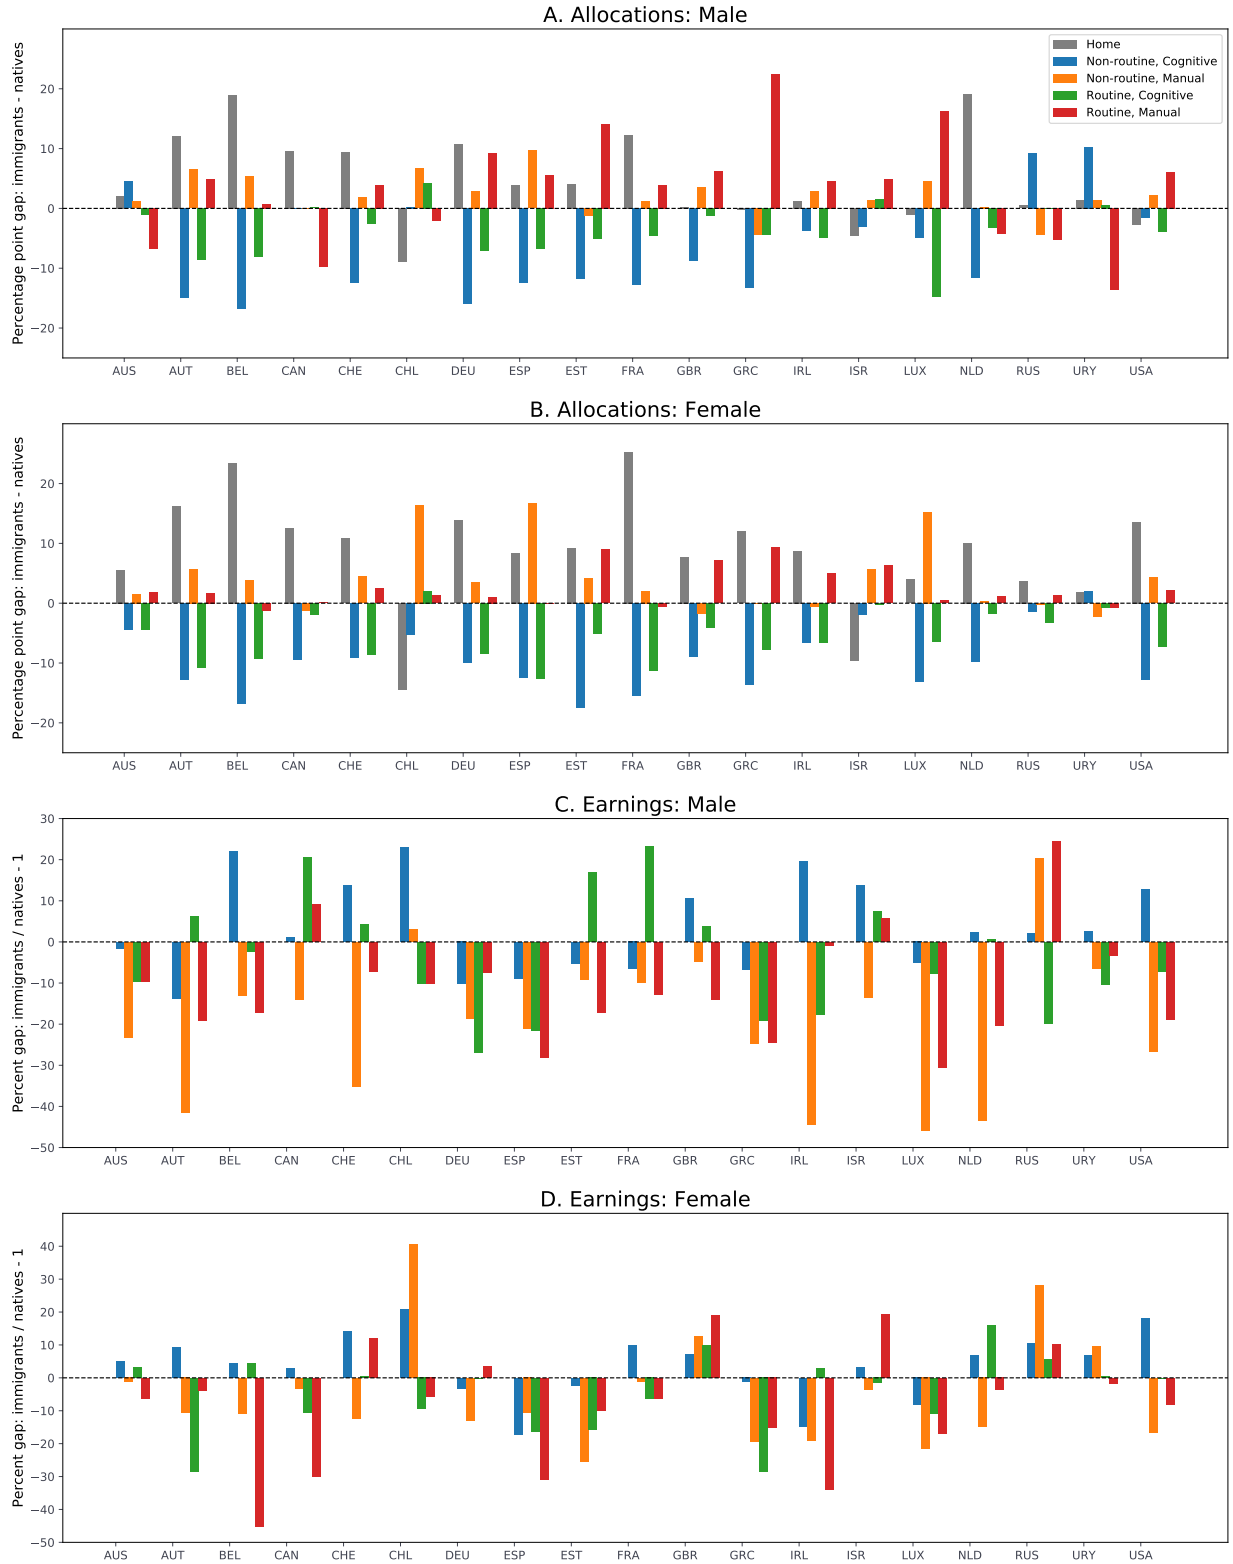 A. Allocations: Male
Percentage point gap: immigrants - natives
20
10
0
−10
−20
Home
Non-routine, Cognitive
Non-routine, Manual
Routine, Cognitive
Routine, Manual
AUS AUT BEL CAN CHE CHL DEU ESP EST FRA GBR GRC IRL ISR LUX NLD RUS URY USA
B. Allocations: Female
Percentage point gap: immigrants - natives
20
10
0
−10
−20
AUS AUT BEL CAN CHE CHL DEU ESP EST FRA GBR GRC IRL ISR LUX NLD RUS URY USA
C. Earnings: Male
Percent gap: immigrants / natives - 1
30
20
10
0
−10
−20
−30
−40
−50
AUS AUT BEL CAN CHE CHL DEU ESP EST FRA GBR GRC IRL ISR LUX NLD RUS URY USA
D. Earnings: Female
Percent gap: immigrants / natives - 1
40
30
20
10
0
−10
−20
−30
−40
−50
AUS AUT BEL CAN CHE CHL DEU ESP EST FRA GBR GRC IRL ISR LUX NLD RUS URY USA